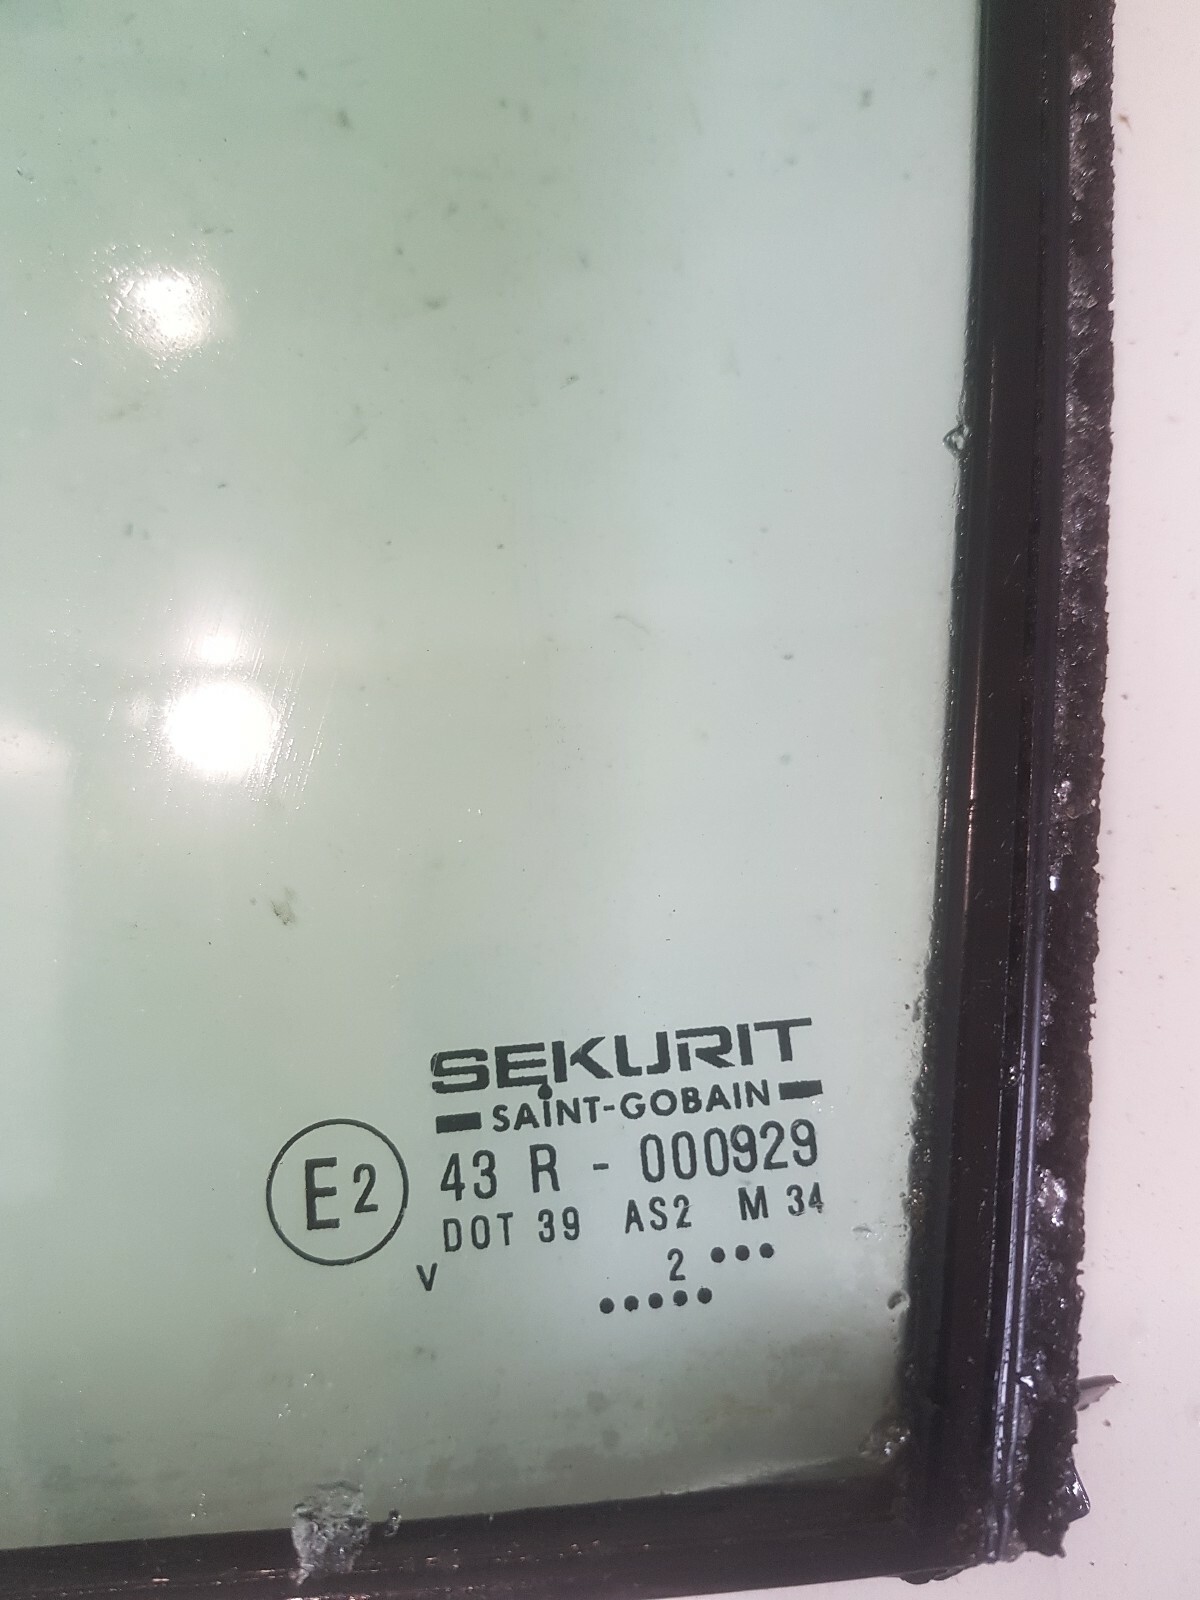 SEKURIT
SAINT-GOBAIN
E2 43 R - 000929
DOT 39 AS2 M 34
V 2 •••
•••••